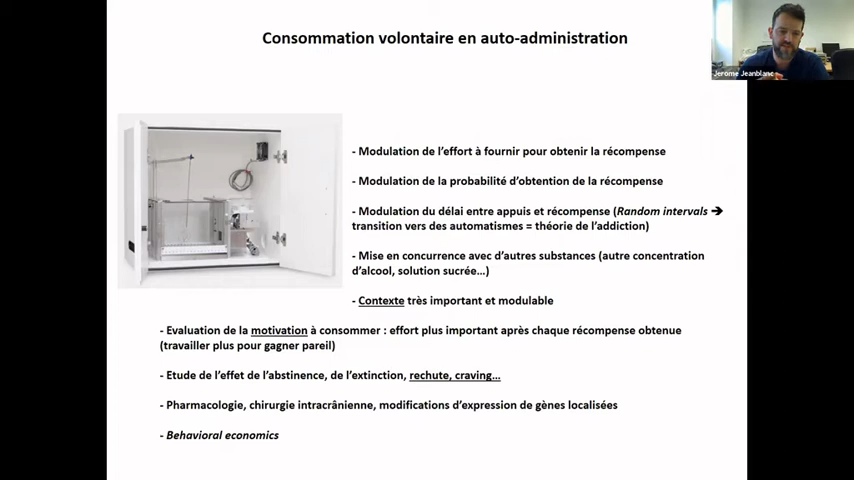 Consommation volontaire en auto-administration
Jerome Jeanblanc
- Modulation de l'effort à fournir pour obtenir la récompense
- Modulation de la probabilité d'obtention de la récompense
- Modulation du délai entre appuis et récompense (Random intervals ➔
transition vers des automatismes = théorie de l'addiction)
- Mise en concurrence avec d'autres substances (autre concentration
d'alcool, solution sucrée...)
- Contexte très important et modulable
- Evaluation de la motivation à consommer : effort plus important après chaque récompense obtenue
(travailler plus pour gagner pareil)
- Etude de l'effet de l'abstinence, de l'extinction, rechute, craving...
- Pharmacologie, chirurgie intracrânienne, modifications d'expression de gènes localisées
- Behavioral economics